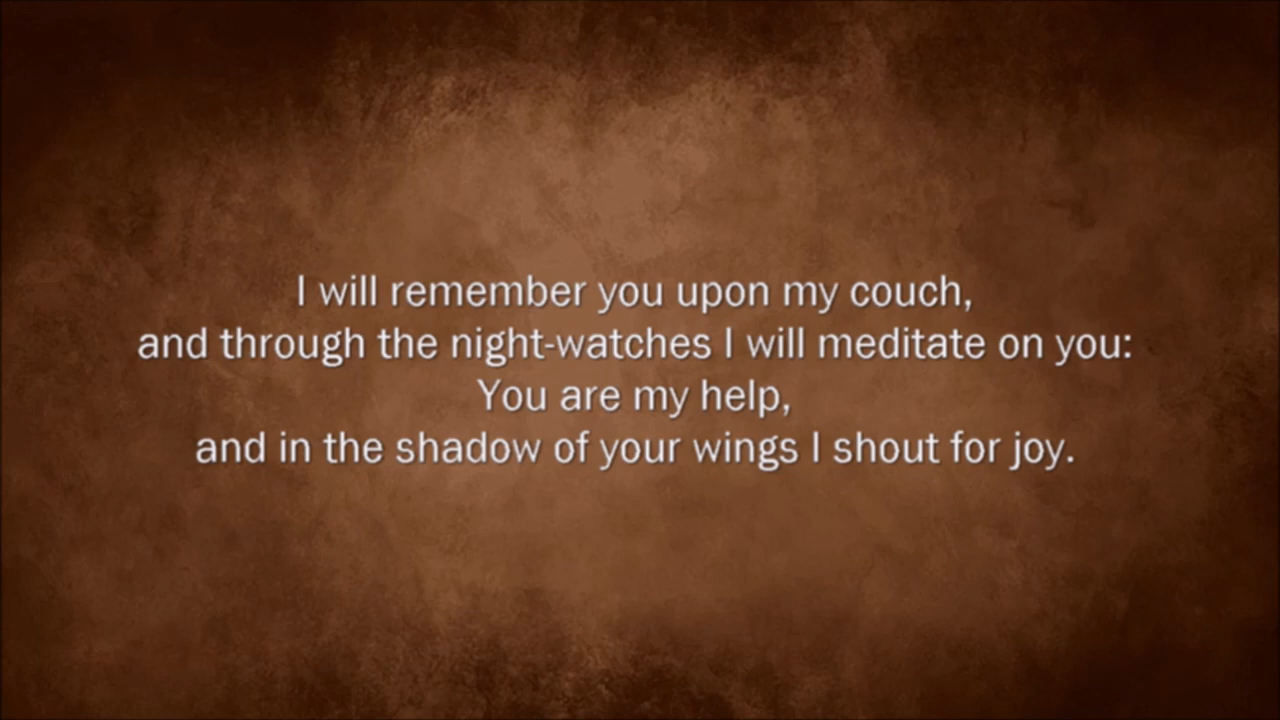 I will remember you upon my couch,
and through the night-watches I will meditate on you:
You are my help,
and in the shadow of your wings I shout for joy.